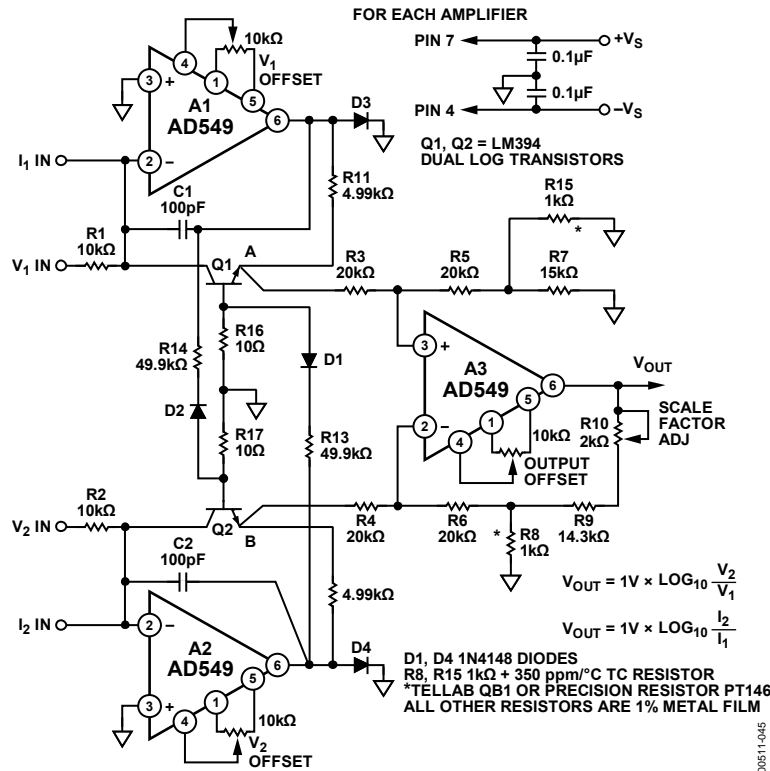 FOR EACH AMPLIFIER
PIN 7
+VS
0.1µF
0.1µF
PIN 4
–VS
Q1, Q2 = LM394
DUAL LOG TRANSISTORS
10kΩ
V1
OFFSET
4
3
+
1
5
A1
AD549
6
D3
I1 IN
2
–
R11
4.99kΩ
C1
100pF
R1
10kΩ
V1 IN
Q1
A
R15
1kΩ
*
R3
20kΩ
R5
20kΩ
R7
15kΩ
R14
49.9kΩ
R16
10Ω
D1
D2
R17
10Ω
R13
49.9kΩ
3
+
A3
AD549
6
VOUT
2
–
5
1
4
10kΩ
OUTPUT
OFFSET
R10
2kΩ
SCALE
FACTOR
ADJ
R2
10kΩ
V2 IN
Q2
B
R4
20kΩ
R6
20kΩ
*
R8
1kΩ
R9
14.3kΩ
C2
100pF
4.99kΩ
I2 IN
2
–
A2
AD549
6
D4
5
1
4
3
+
10kΩ
V2
OFFSET
VOUT = 1V × LOG10 V2/V1
VOUT = 1V × LOG10 I2/I1
D1, D4 1N4148 DIODES
R8, R15 1kΩ + 350 ppm/°C TC RESISTOR
*TELLAB QB1 OR PRECISION RESISTOR PT146
ALL OTHER RESISTORS ARE 1% METAL FILM
00511-045